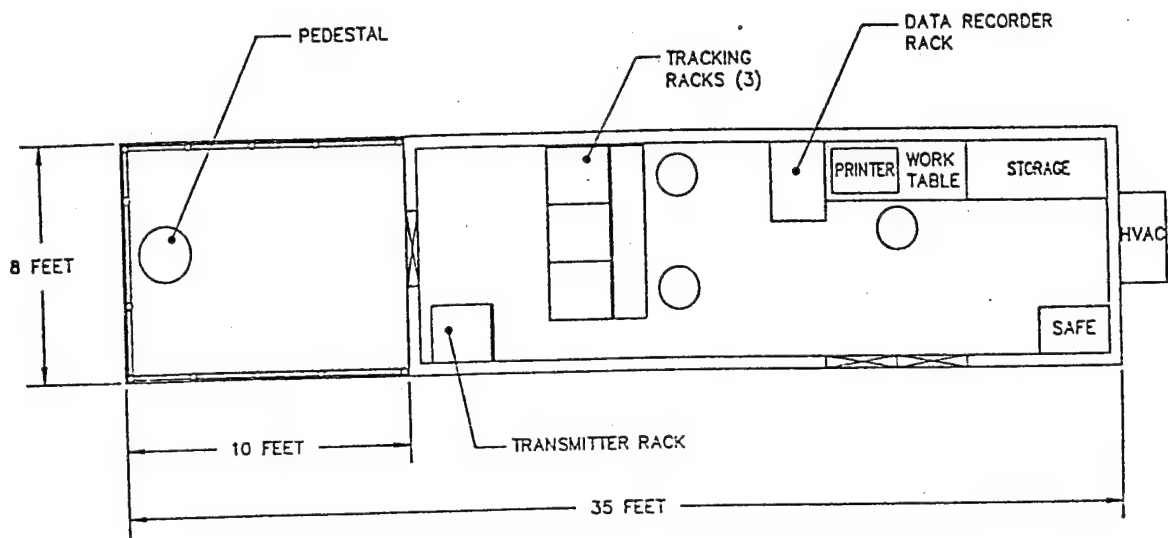 PEDESTAL
DATA RECORDER
RACK
TRACKING
RACKS (3)
PRINTER
WORK
TABLE
STORAGE
HVAC
8 FEET
SAFE
10 FEET
TRANSMITTER RACK
35 FEET